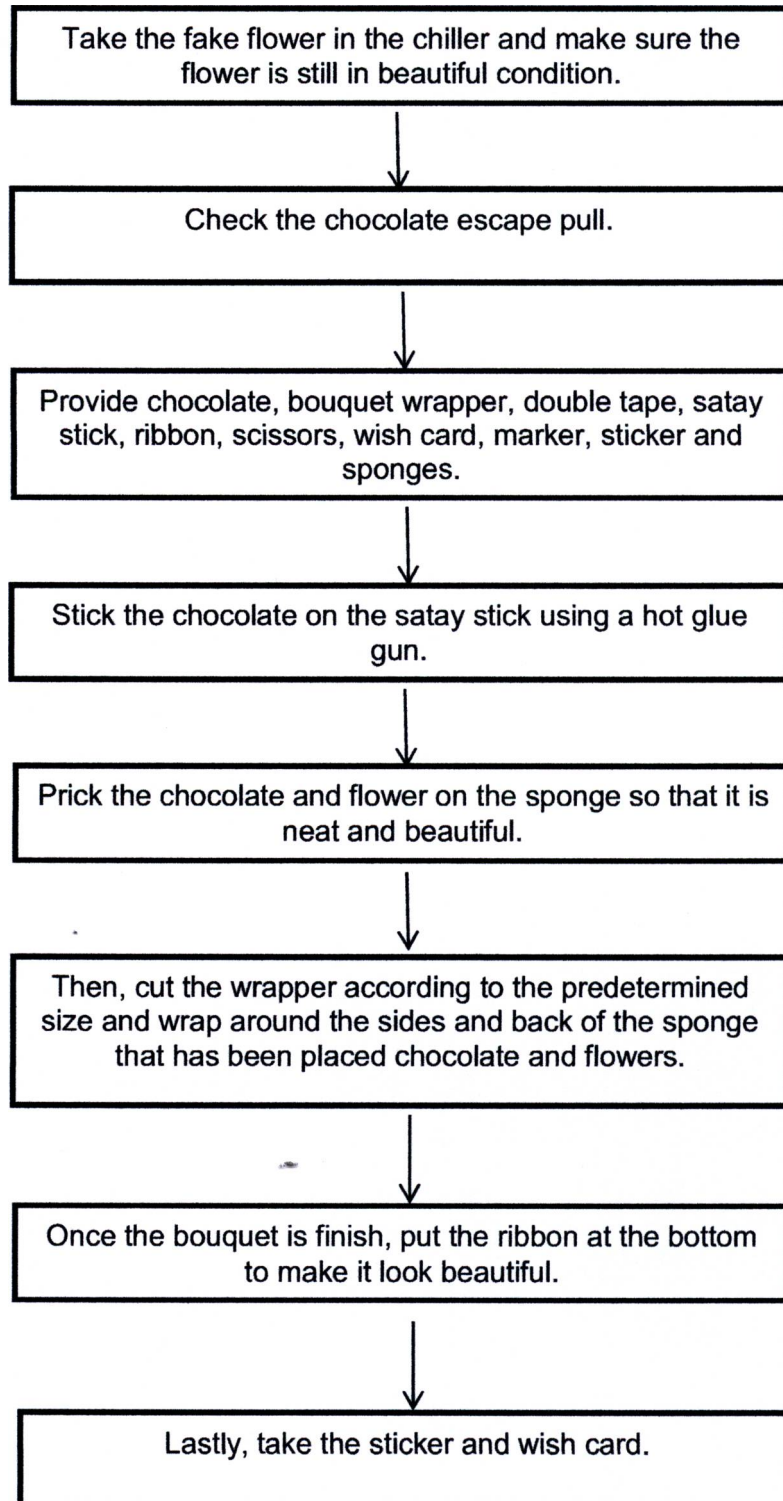 Take the fake flower in the chiller and make sure the
flower is still in beautiful condition.
Check the chocolate escape pull.
Provide chocolate, bouquet wrapper, double tape, satay
stick, ribbon, scissors, wish card, marker, sticker and
sponges.
Stick the chocolate on the satay stick using a hot glue
gun.
Prick the chocolate and flower on the sponge so that it is
neat and beautiful.
Then, cut the wrapper according to the predetermined
size and wrap around the sides and back of the sponge
that has been placed chocolate and flowers.
Once the bouquet is finish, put the ribbon at the bottom
to make it look beautiful.
Lastly, take the sticker and wish card.